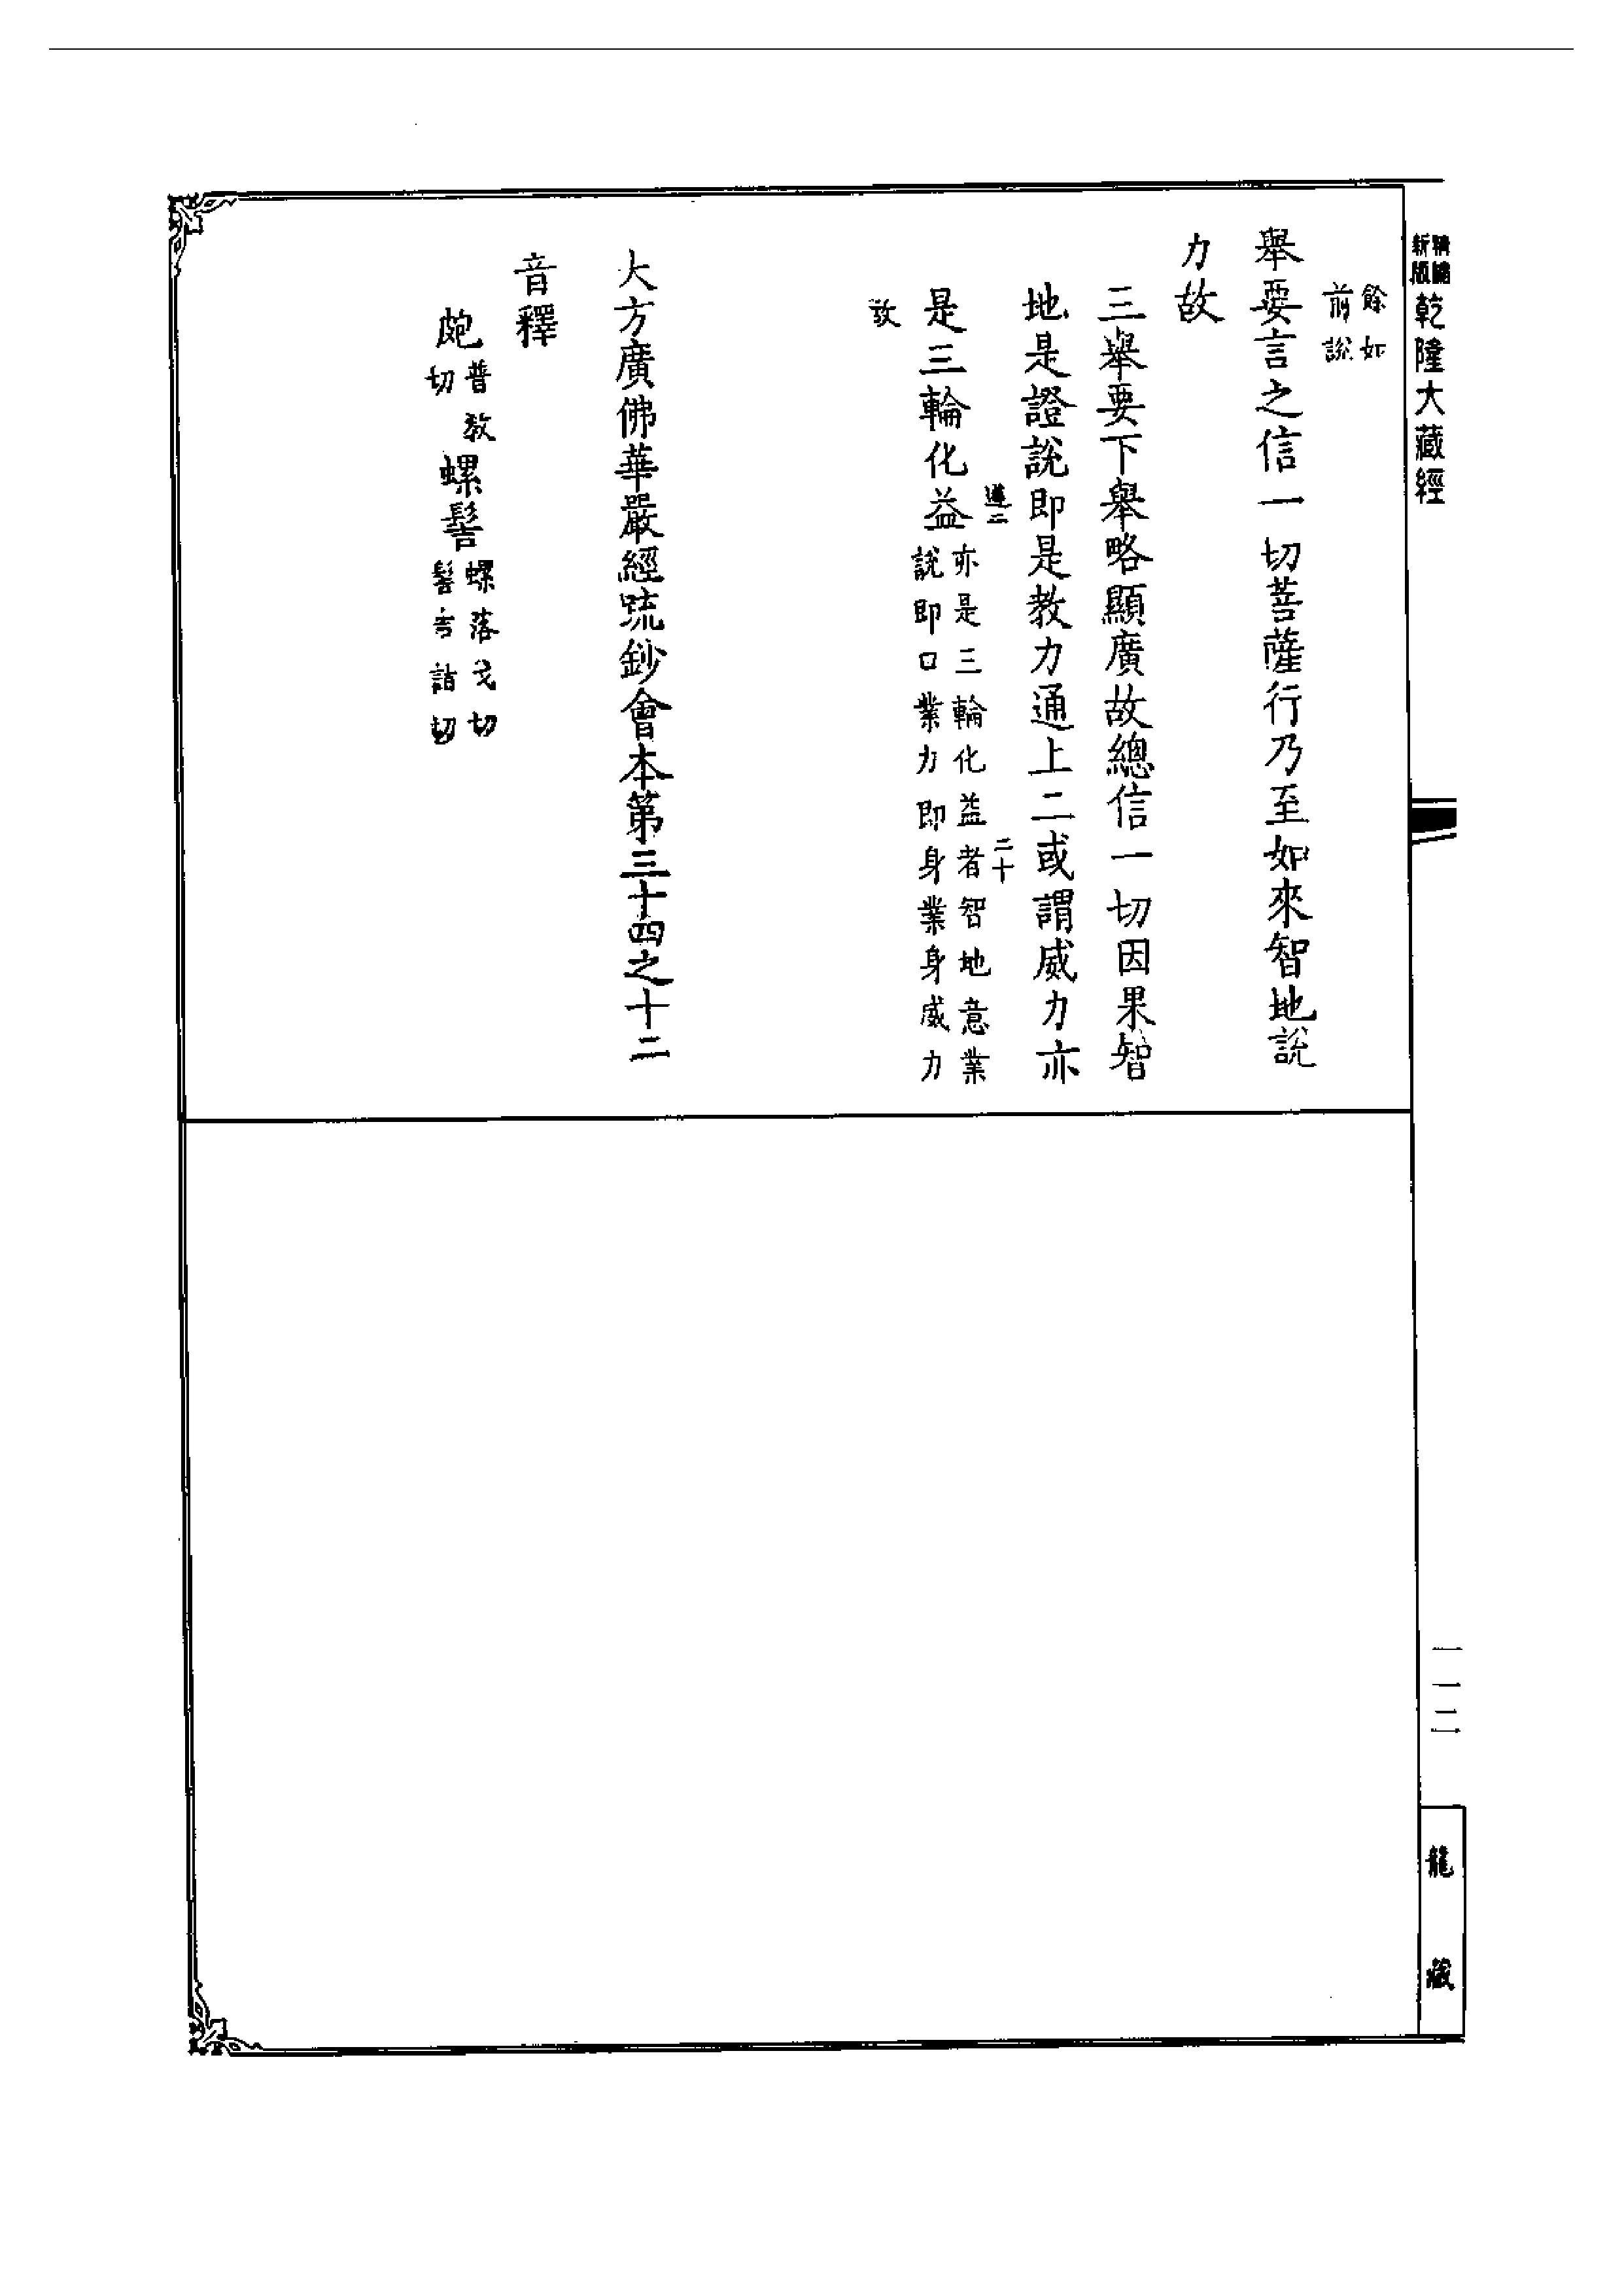 精縮
新版
乾隆大藏經
餘如
前說
舉要言之信一切菩薩行乃至如來智地說
力故
三舉要下舉略顯廣故總信一切因果智
地是證說即是教力通上二或謂威力亦
遵二
二十
是三輪化益
亦是三輪化益者智地意業
說即口業力即身業身威力
故
大方廣佛華嚴經疏鈔會本第三十四之十二
音釋
皰
普教
切
螺髻
螺落戈切
髻吉詣切
一一二
龍藏